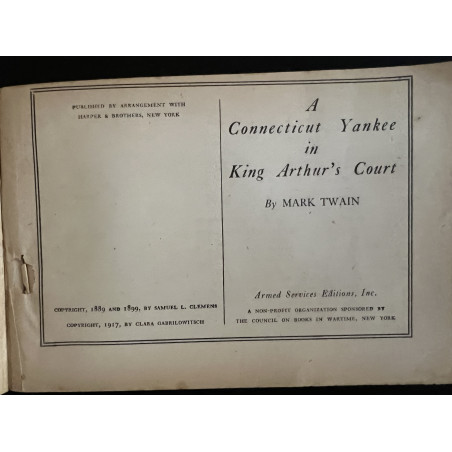 PUBLISHED BY ARRANGEMENT WITH
HARPER & BROTHERS, NEW YORK
COPYRIGHT, 1889 AND 1899, BY SAMUEL L. CLEMENS
COPYRIGHT, 1917, BY CLARA GABRILOWITSCH
A
Connecticut Yankee
in
King Arthur's Court
By MARK TWAIN
Armed Services Editions, Inc.
A NON-PROFIT ORGANIZATION SPONSORED BY
THE COUNCIL ON BOOKS IN WARTIME, NEW YORK